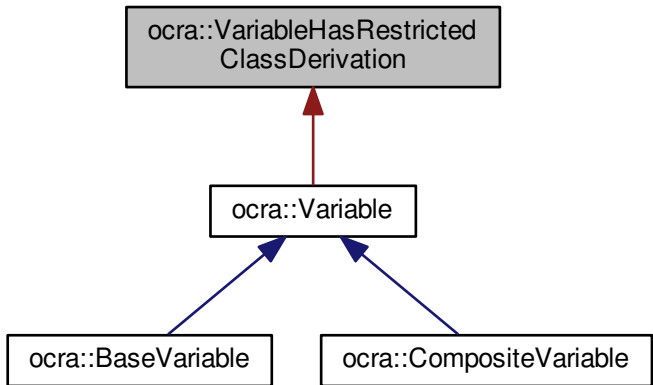 ocra::VariableHasRestricted
ClassDerivation
ocra::Variable
ocra::BaseVariable
ocra::CompositeVariable